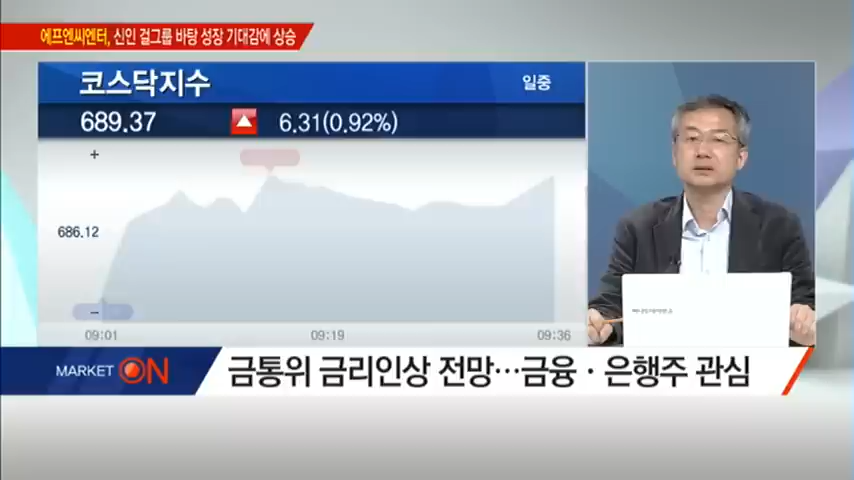 에프엔씨엔터, 신인 걸그룹 바탕 성장 기대감에 상승
코스닥지수
일중
689.37 ▲ 6.31(0.92%)
+
686.12
−
09:01 09:19 09:36
MARKET ON
금통위 금리인상 전망…금융·은행주 관심